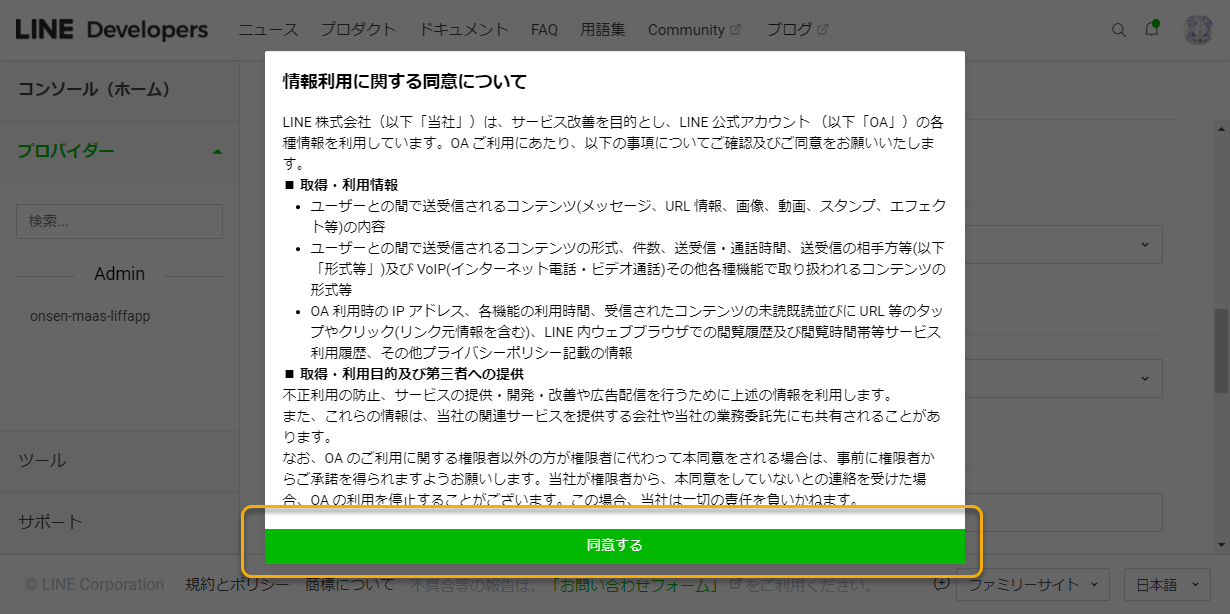 LINE Developers
ニュース プロダクト ドキュメント FAQ 用語集 Community ブログ
コンソール（ホーム）
プロバイダー
検索...
Admin
onsen-maas-liffapp
ツール
サポート
情報利用に関する同意について
LINE 株式会社（以下「当社」）は、サービス改善を目的とし、LINE 公式アカウント （以下「OA」）の各
種情報を利用しています。OA ご利用にあたり、以下の事項についてご確認及びご同意をお願いいたしま
す。
■ 取得・利用情報
• ユーザーとの間で送受信されるコンテンツ(メッセージ、URL 情報、画像、動画、スタンプ、エフェク
ト等)の内容
• ユーザーとの間で送受信されるコンテンツの形式、件数、送受信・通話時間、送受信の相手方等(以下
「形式等」)及び VoIP(インターネット電話・ビデオ通話)その他各種機能で取り扱われるコンテンツの
形式等
• OA 利用時の IP アドレス、各機能の利用時間、受信されたコンテンツの未読既読並びに URL 等のタッ
プやクリック(リンク元情報を含む)、LINE 内ウェブブラウザでの閲覧履歴及び閲覧時間帯等サービス
利用履歴、その他プライバシーポリシー記載の情報
■ 取得・利用目的及び第三者への提供
不正利用の防止、サービスの提供・開発・改善や広告配信を行うために上述の情報を利用します。
また、これらの情報は、当社の関連サービスを提供する会社や当社の業務委託先にも共有されることがあ
ります。
なお、OA のご利用に関する権限者以外の方が権限者に代わって本同意をされる場合は、事前に権限者か
らご承諾を得られますようお願いします。当社が権限者から、本同意をしていないとの連絡を受けた場
合、OA の利用を停止することがございます。この場合、当社は一切の責任を負いかねます。
同意する
© LINE Corporation 規約とポリシー 商標について 不具合等の報告は、「お問い合わせフォーム」 をご利用ください。 ファミリーサイト 日本語